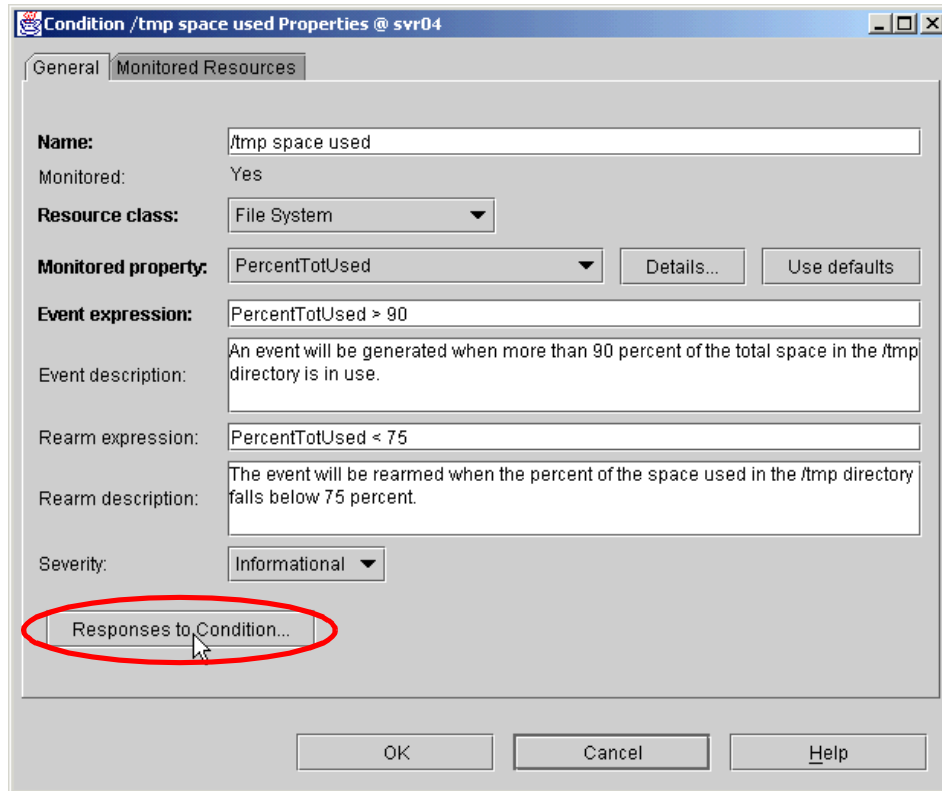 Condition /tmp space used Properties @ svr04
General Monitored Resources
Name: /tmp space used
Monitored: Yes
Resource class: File System
Monitored property: PercentTotUsed Details... Use defaults
Event expression: PercentTotUsed > 90
An event will be generated when more than 90 percent of the total space in the /tmp
Event description: directory is in use.
Rearm expression: PercentTotUsed < 75
The event will be rearmed when the percent of the space used in the /tmp directory
Rearm description: falls below 75 percent.
Severity: Informational
Responses to Condition...
OK Cancel Help